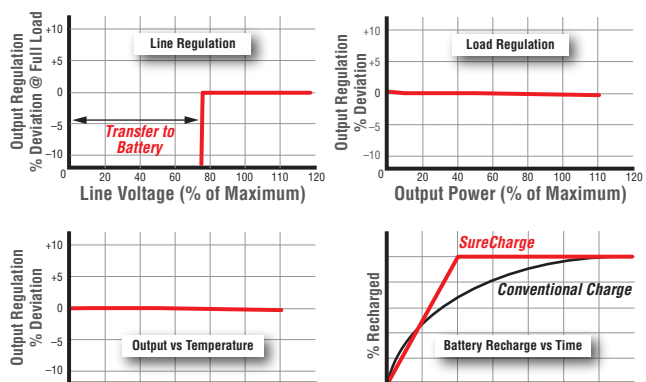 Output Regulation
% Deviation @ Full Load
+10
+5
0
−5
−10
Line Regulation
Transfer to
Battery
0 20 40 60 80 100 120
Line Voltage (% of Maximum)
Output Regulation
% Deviation
+10
+5
0
−5
−10
Load Regulation
0 20 40 60 80 100 110 120
Output Power (% of Maximum)
Output Regulation
% Deviation
+10
+5
0
−5
−10
Output vs Temperature
% Recharged
SureCharge
Conventional Charge
Battery Recharge vs Time